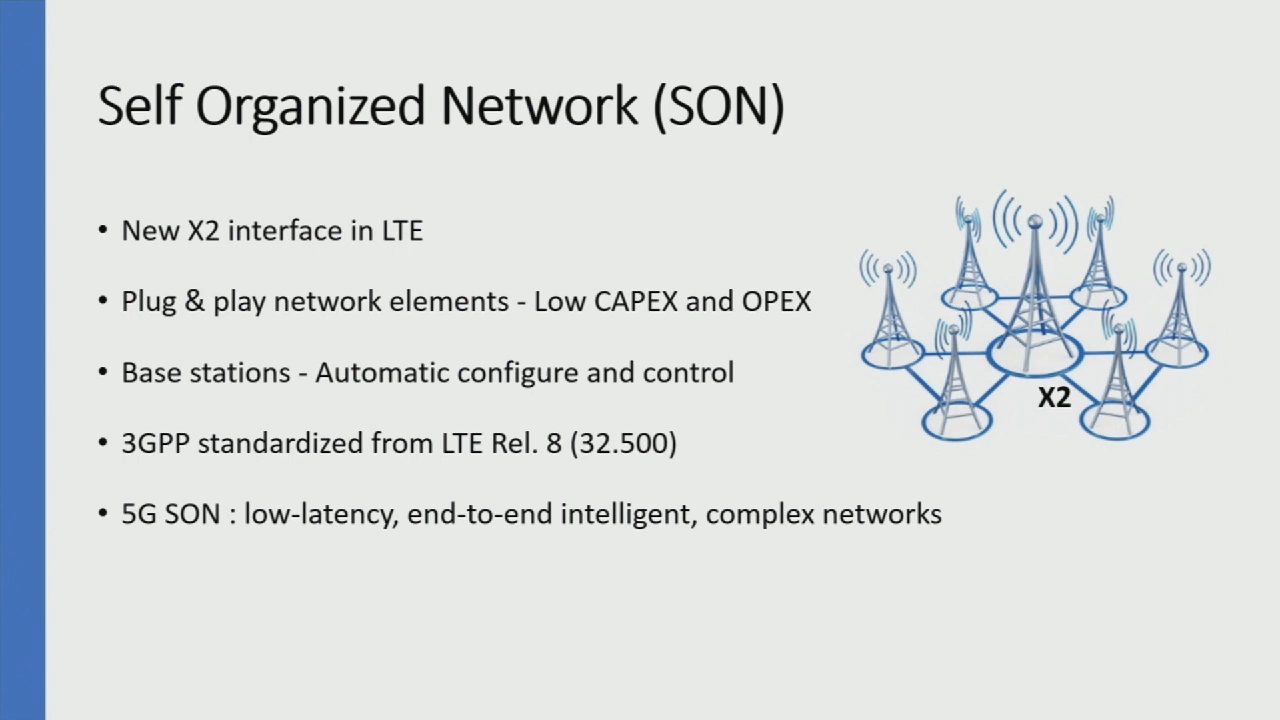 Self Organized Network (SON)
• New X2 interface in LTE
• Plug & play network elements - Low CAPEX and OPEX
• Base stations - Automatic configure and control
X2
• 3GPP standardized from LTE Rel. 8 (32.500)
• 5G SON : low-latency, end-to-end intelligent, complex networks